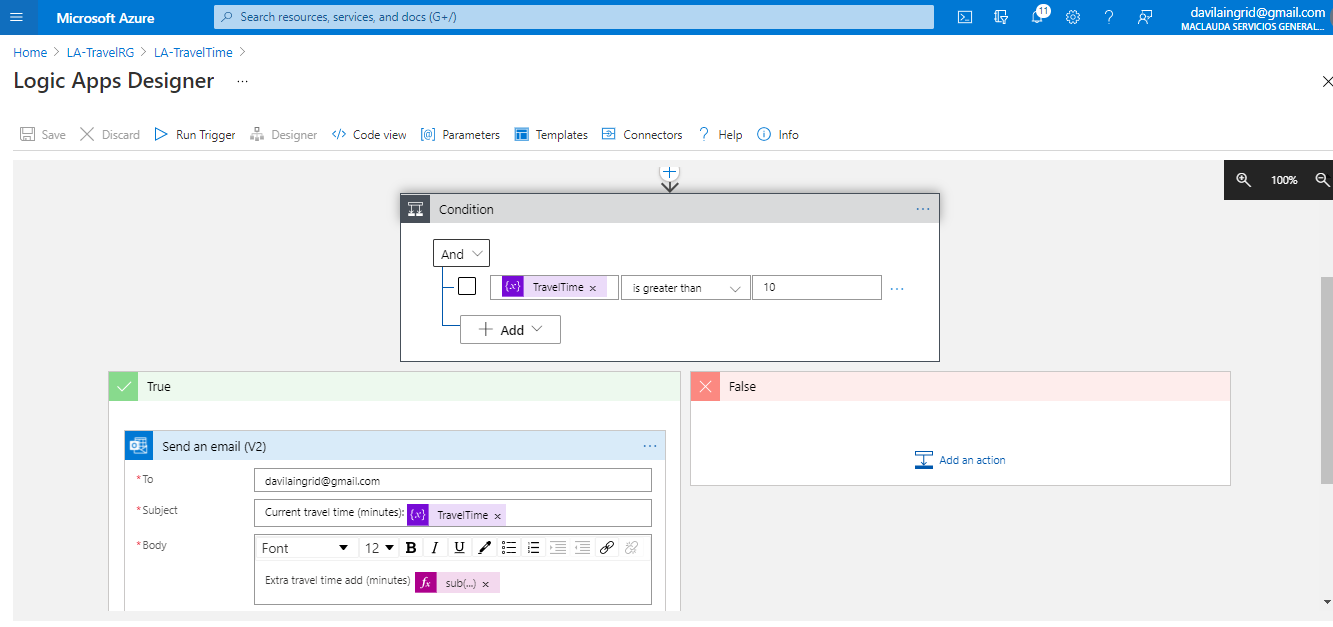 Microsoft Azure
Search resources, services, and docs (G+/)
11
davilaingrid@gmail.com
MACLAUDA SERVICIOS GENERAL...
Home > LA-TravelRG > LA-TravelTime >
Logic Apps Designer ...
Save Discard Run Trigger Designer Code view Parameters Templates Connectors Help Info
100%
Condition
And
{x} TravelTime × is greater than 10
+ Add
True
False
Send an email (V2)
Add an action
*To davilaingrid@gmail.com
*Subject Current travel time (minutes): {x} TravelTime ×
*Body
Font 12 B I U
Extra travel time add (minutes) fx sub(...) ×